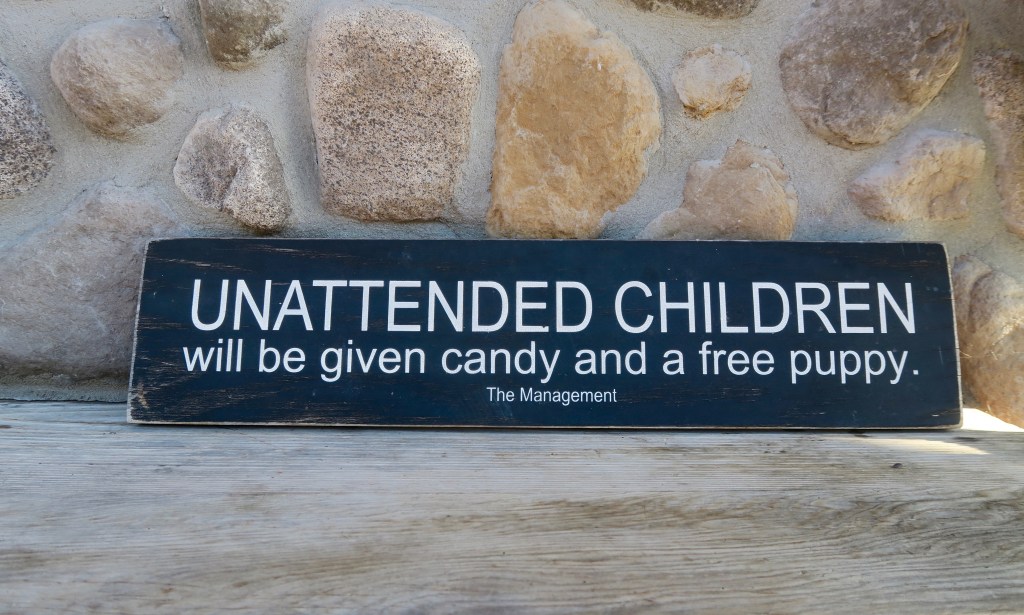 UNATTENDED CHILDREN
will be given candy and a free puppy.
The Management